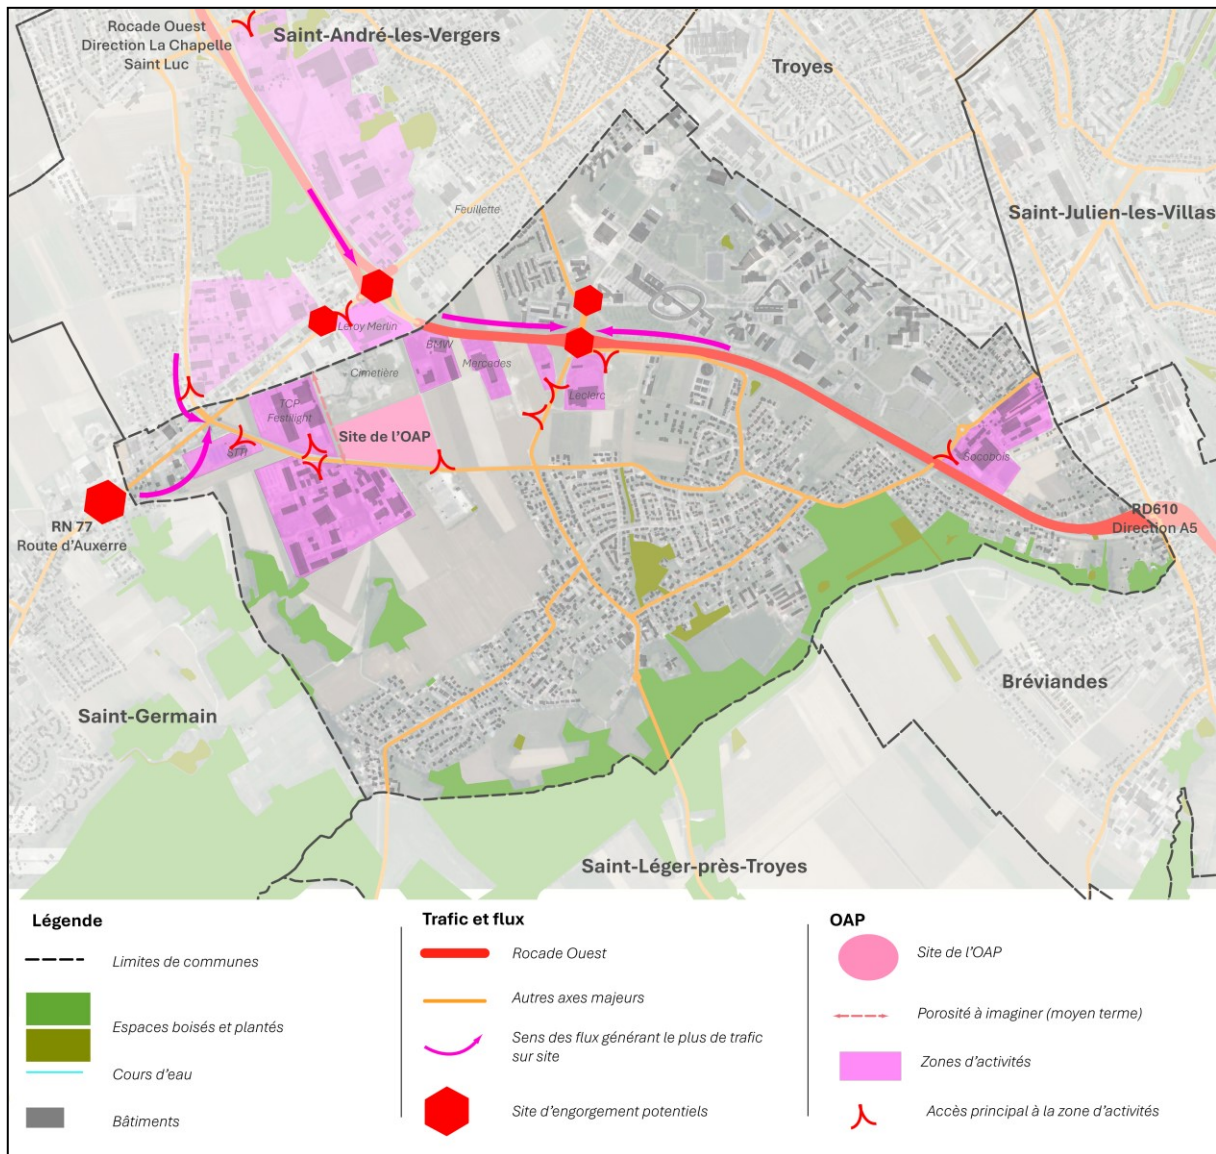 Rocade Ouest
Direction La Chapelle
Saint Luc
Saint-André-les-Vergers
Troyes
Saint-Julien-les-Villas
Feuillette
Leroy Merlin
BMW
Mercedes
Cimetière
Leclerc
TCP
Festilight
Site de l'OAP
STI
Socobois
RN 77
Route d'Auxerre
RD610
Direction A5
Saint-Germain
Bréviandes
Saint-Léger-près-Troyes
Légende
Limites de communes
Espaces boisés et plantés
Cours d'eau
Bâtiments
Trafic et flux
Rocade Ouest
Autres axes majeurs
Sens des flux générant le plus de trafic
sur site
Site d'engorgement potentiels
OAP
Site de l'OAP
Porosité à imaginer (moyen terme)
Zones d'activités
Accès principal à la zone d'activités